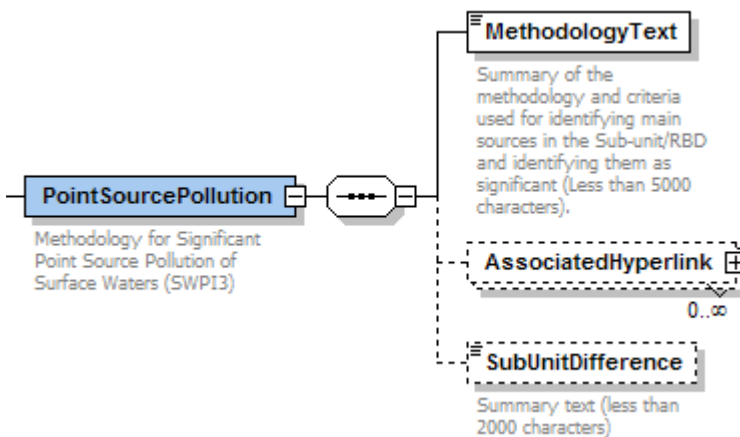 MethodologyText
Summary of the
methodology and criteria
used for identifying main
sources in the Sub-unit/RBD
and identifying them as
significant (Less than 5000
characters).
PointSourcePollution
Methodology for Significant
Point Source Pollution of
Surface Waters (SWPI3)
AssociatedHyperlink
0..∞
SubUnitDifference
Summary text (less than
2000 characters)